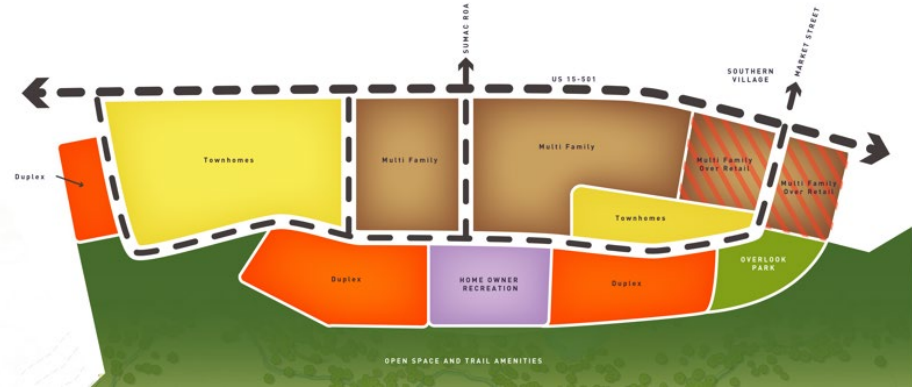 SUMAC ROA
MARKET STREET
US 15-501
SOUTHERN
VILLAGE
Townhomes
Multi Family
Multi Family
Multi Family
Over Retail
Multi Family
Over Retail
Duplex
Townhomes
OVERLOOK
PARK
Duplex
HOME OWNER
RECREATION
Duplex
OPEN SPACE AND TRAIL AMENITIES